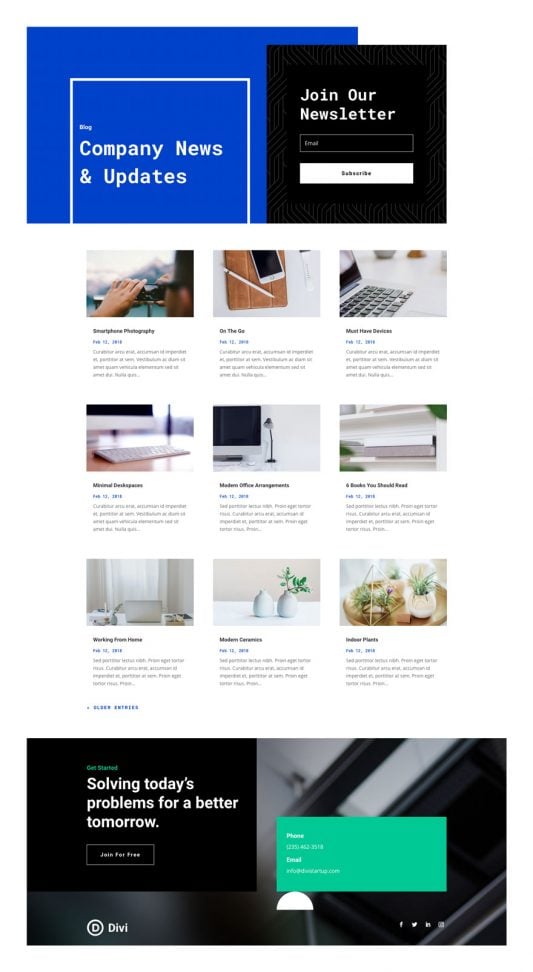 Blog
Company News
& Updates
Join Our
Newsletter
Email
Subscribe
Smartphone Photography
Feb 12, 2018
Curabitur arcu erat, accumsan id imperdiet
et, porttitor at sem. Vestibulum ac diam sit
amet quam vehicula elementum sed sit
amet dui. Nulla quis...
On The Go
Feb 12, 2018
Curabitur arcu erat, accumsan id imperdiet
et, porttitor at sem. Vestibulum ac diam sit
amet quam vehicula elementum sed sit
amet dui. Nulla quis...
Must Have Devices
Feb 12, 2018
Curabitur arcu erat, accumsan id imperdiet
et, porttitor at sem. Vestibulum ac diam sit
amet quam vehicula elementum sed sit
amet dui. Nulla quis...
Minimal Deskspaces
Feb 12, 2018
Curabitur arcu erat, accumsan id imperdiet
et, porttitor at sem. Vestibulum ac diam sit
amet quam vehicula elementum sed sit
amet dui. Nulla quis...
Modern Office Arrangements
Feb 12, 2018
Sed porttitor lectus nibh. Proin eget tortor
risus. Curabitur arcu erat, accumsan id
imperdiet et, porttitor at sem. Proin eget
tortor risus. Proin...
6 Books You Should Read
Feb 12, 2018
Sed porttitor lectus nibh. Proin eget tortor
risus. Curabitur arcu erat, accumsan id
imperdiet et, porttitor at sem. Proin eget
tortor risus. Proin...
Working From Home
Feb 12, 2018
Sed porttitor lectus nibh. Proin eget tortor
risus. Curabitur arcu erat, accumsan id
imperdiet et, porttitor at sem. Proin eget
tortor risus. Proin...
Modern Ceramics
Feb 12, 2018
Sed porttitor lectus nibh. Proin eget tortor
risus. Curabitur arcu erat, accumsan id
imperdiet et, porttitor at sem. Proin eget
tortor risus. Proin...
Indoor Plants
Feb 12, 2018
Sed porttitor lectus nibh. Proin eget tortor
risus. Curabitur arcu erat, accumsan id
imperdiet et, porttitor at sem. Proin eget
tortor risus. Proin...
« OLDER ENTRIES
Get Started
Solving today’s
problems for a better
tomorrow.
Join For Free
Phone
(235) 462-3518
Email
info@divistartup.com
D Divi